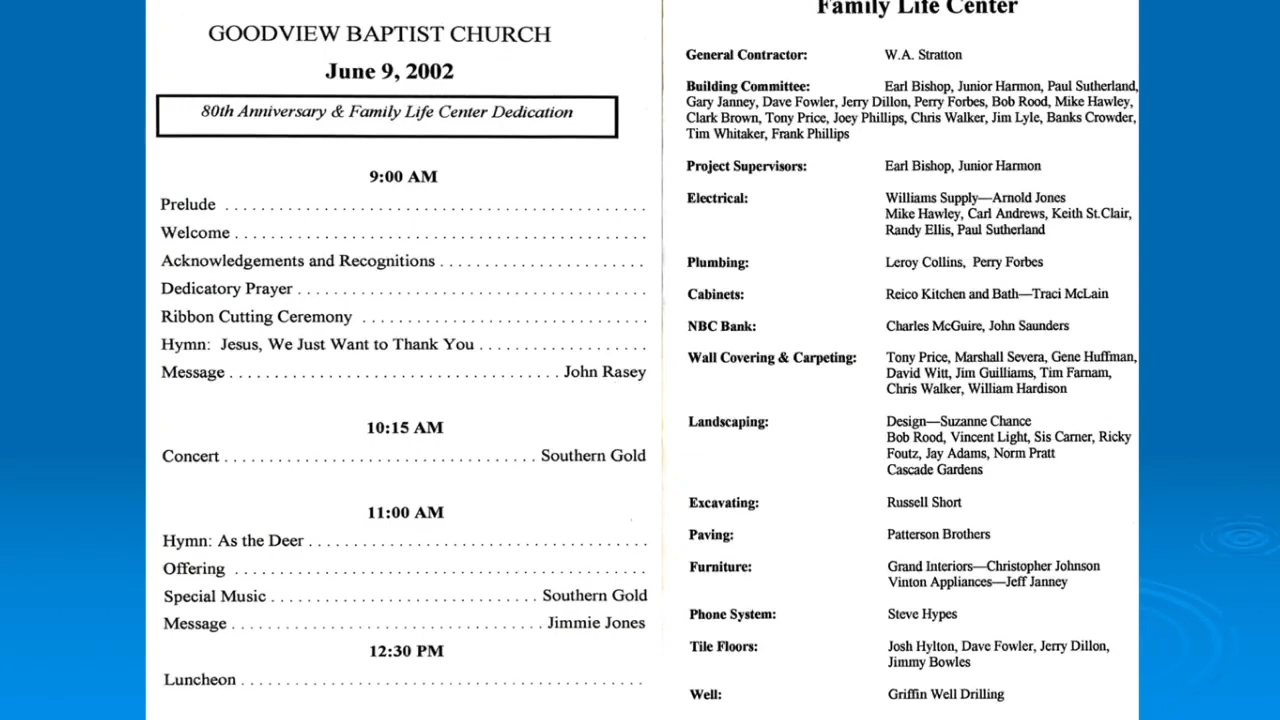 GOODVIEW BAPTIST CHURCH
June 9, 2002
80th Anniversary & Family Life Center Dedication
9:00 AM
Prelude . . . . . . . . . . . . . . . . . . . . . . . . . . . . . . . . . . . . . . . .
Welcome . . . . . . . . . . . . . . . . . . . . . . . . . . . . . . . . . . . . . . .
Acknowledgements and Recognitions . . . . . . . . . . . . . . . . . . .
Dedicatory Prayer . . . . . . . . . . . . . . . . . . . . . . . . . . . . . . . . .
Ribbon Cutting Ceremony . . . . . . . . . . . . . . . . . . . . . . . . . . .
Hymn: Jesus, We Just Want to Thank You . . . . . . . . . . . . . . . .
Message . . . . . . . . . . . . . . . . . . . . . . . . . . . . . . . John Rasey
10:15 AM
Concert . . . . . . . . . . . . . . . . . . . . . . . . . . . . . Southern Gold
11:00 AM
Hymn: As the Deer . . . . . . . . . . . . . . . . . . . . . . . . . . . . . . . .
Offering . . . . . . . . . . . . . . . . . . . . . . . . . . . . . . . . . . . . . . .
Special Music . . . . . . . . . . . . . . . . . . . . . . . . . Southern Gold
Message . . . . . . . . . . . . . . . . . . . . . . . . . . . . . Jimmie Jones
12:30 PM
Luncheon . . . . . . . . . . . . . . . . . . . . . . . . . . . . . . . . . . . . . .
Family Life Center
General Contractor: W.A. Stratton
Building Committee: Earl Bishop, Junior Harmon, Paul Sutherland,
Gary Janney, Dave Fowler, Jerry Dillon, Perry Forbes, Bob Rood, Mike Hawley,
Clark Brown, Tony Price, Joey Phillips, Chris Walker, Jim Lyle, Banks Crowder,
Tim Whitaker, Frank Phillips
Project Supervisors: Earl Bishop, Junior Harmon
Electrical: Williams Supply—Arnold Jones
Mike Hawley, Carl Andrews, Keith St.Clair,
Randy Ellis, Paul Sutherland
Plumbing: Leroy Collins, Perry Forbes
Cabinets: Reico Kitchen and Bath—Traci McLain
NBC Bank: Charles McGuire, John Saunders
Wall Covering & Carpeting: Tony Price, Marshall Severa, Gene Huffman,
David Witt, Jim Guilliams, Tim Farnam,
Chris Walker, William Hardison
Landscaping: Design—Suzanne Chance
Bob Rood, Vincent Light, Sis Carner, Ricky
Foutz, Jay Adams, Norm Pratt
Cascade Gardens
Excavating: Russell Short
Paving: Patterson Brothers
Furniture: Grand Interiors—Christopher Johnson
Vinton Appliances—Jeff Janney
Phone System: Steve Hypes
Tile Floors: Josh Hylton, Dave Fowler, Jerry Dillon,
Jimmy Bowles
Well: Griffin Well Drilling